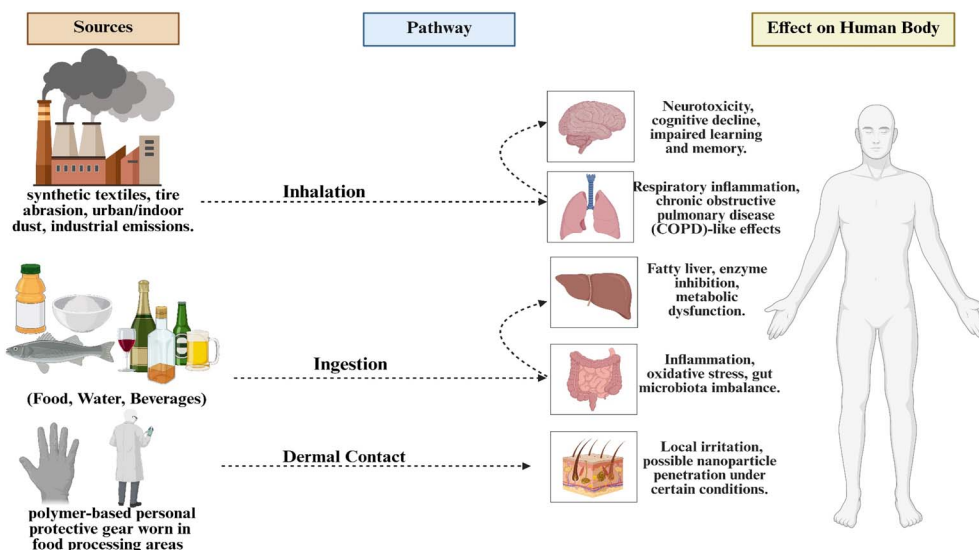 Sources
Pathway
Effect on Human Body
synthetic textiles, tire
abrasion, urban/indoor
dust, industrial emissions.
Inhalation
Neurotoxicity,
cognitive decline,
impaired learning
and memory.
Respiratory inflammation,
chronic obstructive
pulmonary disease
(COPD)-like effects
(Food, Water, Beverages)
Ingestion
Fatty liver, enzyme
inhibition,
metabolic
dysfunction.
Inflammation,
oxidative stress, gut
microbiota imbalance.
polymer-based personal
protective gear worn in
food processing areas
Dermal Contact
Local irritation,
possible nanoparticle
penetration under
certain conditions.